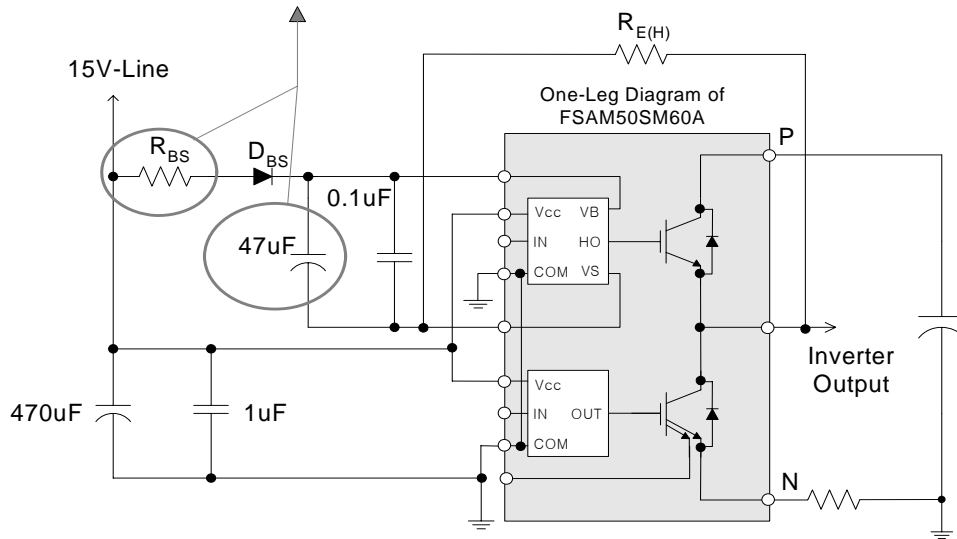 R_E(H)
15V-Line
One-Leg Diagram of
FSAM50SM60A
P
R_BS
D_BS
0.1uF
Vcc VB
IN HO
COM VS
47uF
Inverter
Output
Vcc
IN OUT
COM
470uF
1uF
N